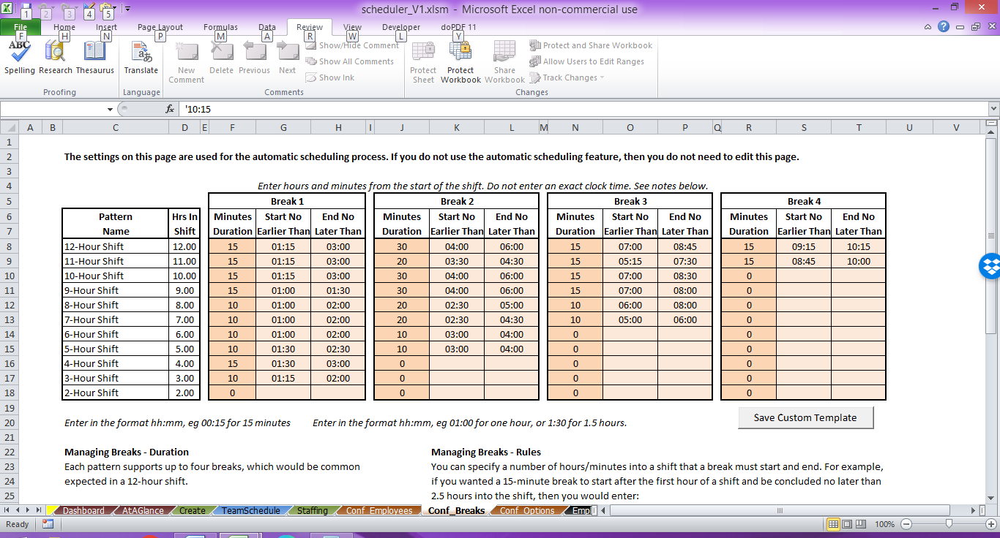 scheduler_V1.xlsm - Microsoft Excel non-commercial use
1 2 3 4 5
File Home Insert Page Layout Formulas Data Review View Developer doPDF 11
F H N P M A R W L Y
ABC
Spelling Research Thesaurus Translate New Comment Delete Previous Next Show/Hide Comment Protect Sheet Protect Workbook Share Workbook Protect and Share Workbook
Show All Comments Allow Users to Edit Ranges
Show Ink Track Changes
Proofing Language Comments Changes
fx '10:15
A B C D E F G H I J K L M N O P Q R S T U V
1
2 The settings on this page are used for the automatic scheduling process. If you do not use the automatic scheduling feature, then you do not need to edit this page.
3
4 Enter hours and minutes from the start of the shift. Do not enter an exact clock time. See notes below.
5 Break 1 Break 2 Break 3 Break 4
6 Pattern Hrs In Minutes Start No End No Minutes Start No End No Minutes Start No End No Minutes Start No End No
7 Name Shift Duration Earlier Than Later Than Duration Earlier Than Later Than Duration Earlier Than Later Than Duration Earlier Than Later Than
8 12-Hour Shift 12.00 15 01:15 03:00 30 04:00 06:00 15 07:00 08:45 15 09:15 10:15
9 11-Hour Shift 11.00 15 01:15 03:00 20 03:30 04:30 15 05:15 07:30 15 08:45 10:00
10 10-Hour Shift 10.00 15 01:15 03:00 30 04:00 06:00 15 07:00 08:30 0
11 9-Hour Shift 9.00 15 01:00 01:30 30 04:00 06:00 15 07:00 08:00 0
12 8-Hour Shift 8.00 10 01:00 02:00 20 02:30 05:00 10 06:00 08:00 0
13 7-Hour Shift 7.00 10 01:00 02:00 20 02:30 04:30 10 05:00 06:00 0
14 6-Hour Shift 6.00 10 01:00 02:00 10 03:00 04:00 0 0
15 5-Hour Shift 5.00 10 01:30 02:30 10 03:00 04:00 0 0
16 4-Hour Shift 4.00 15 01:30 03:00 0 0 0
17 3-Hour Shift 3.00 10 01:15 02:00 0 0 0
18 2-Hour Shift 2.00 0 0 0 0
19
20 Enter in the format hh:mm, eg 00:15 for 15 minutes Enter in the format hh:mm, eg 01:00 for one hour, or 1:30 for 1.5 hours. Save Custom Template
21
22 Managing Breaks - Duration Managing Breaks - Rules
23 Each pattern supports up to four breaks, which would be common You can specify a number of hours/minutes into a shift that a break must start and end. For example,
24 expected in a 12-hour shift. if you wanted a 15-minute break to start after the first hour of a shift and be concluded no later than
25 2.5 hours into the shift, then you would enter:
Dashboard AtAGlance Create TeamSchedule Staffing Conf_Employees Conf_Breaks Conf_Options Emp
Ready 100%